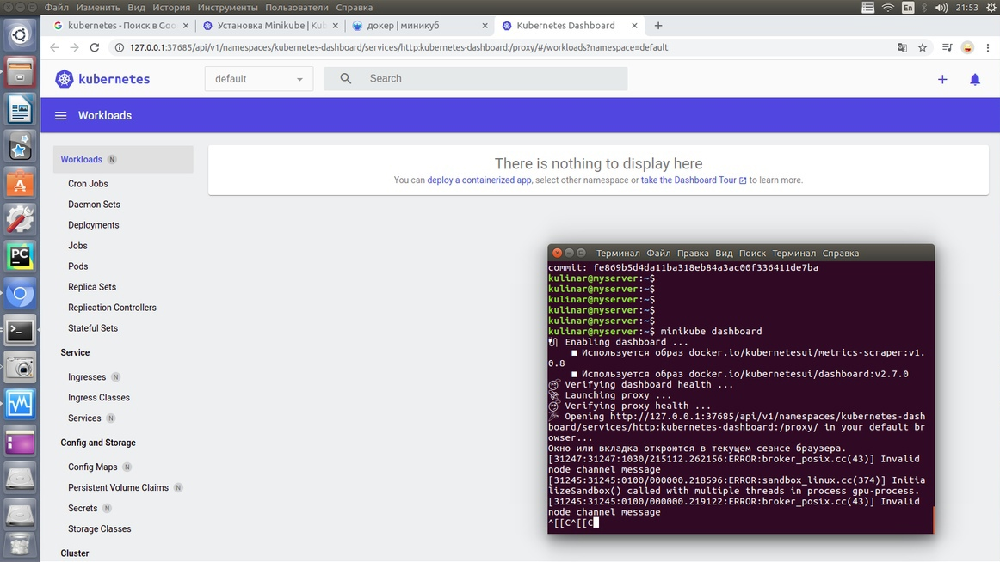 Файл Изменить Вид История Инструменты Пользователи Справка
En 21:53
kubernetes - Поиск в Goo
Установка Minikube | Kub
докер | миникуб
Kubernetes Dashboard
127.0.0.1:37685/api/v1/namespaces/kubernetes-dashboard/services/http:kubernetes-dashboard:/proxy/#/workloads?namespace=default
kubernetes
default
Search
Workloads
Workloads N
Cron Jobs
Daemon Sets
Deployments
Jobs
Pods
Replica Sets
Replication Controllers
Stateful Sets
Service
Ingresses N
Ingress Classes
Services N
Config and Storage
Config Maps N
Persistent Volume Claims N
Secrets N
Storage Classes
Cluster
There is nothing to display here
You can deploy a containerized app, select other namespace or take the Dashboard Tour to learn more.
Терминал Файл Правка Вид Поиск Терминал Справка
commit: fe869b5d4da11ba318eb84a3ac00f336411de7ba
kulinar@myserver:~$
kulinar@myserver:~$
kulinar@myserver:~$
kulinar@myserver:~$
kulinar@myserver:~$
kulinar@myserver:~$ minikube dashboard
Enabling dashboard ...
■ Используется образ docker.io/kubernetesui/metrics-scraper:v1.
0.8
■ Используется образ docker.io/kubernetesui/dashboard:v2.7.0
Verifying dashboard health ...
Launching proxy ...
Verifying proxy health ...
Opening http://127.0.0.1:37685/api/v1/namespaces/kubernetes-dash
board/services/http:kubernetes-dashboard:/proxy/ in your default br
owser...
Окно или вкладка откроются в текущем сеансе браузера.
[31247:31247:1030/215112.262156:ERROR:broker_posix.cc(43)] Invalid
node channel message
[31245:31245:0100/000000.218596:ERROR:sandbox_linux.cc(374)] Initia
lizeSandbox() called with multiple threads in process gpu-process.
[31245:31245:0100/000000.219122:ERROR:broker_posix.cc(43)] Invalid
node channel message
^[[C^[[C
PC